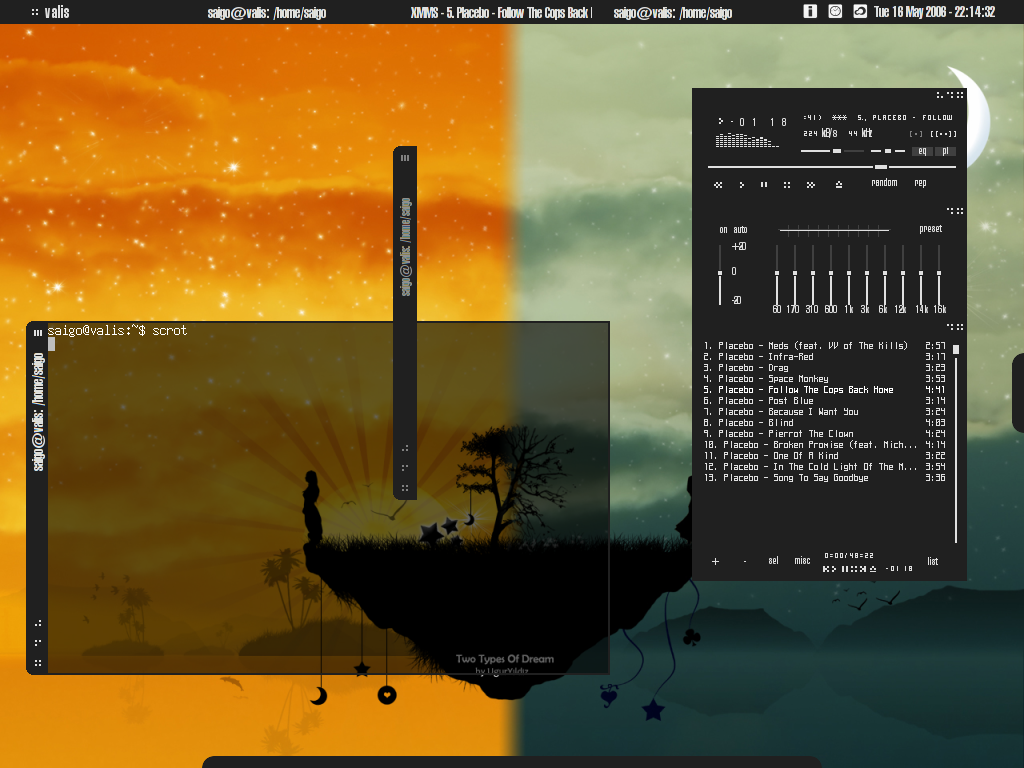 valis
saigo@valis: /home/saigo
XMMS - 5. Placebo - Follow The Cops Back
saigo@valis: /home/saigo
Tue 16 May 2006 - 22:14:32
saigo@valis: /home/saigo
saigo@valis: /home/saigo
saigo@valis:~$ scrot
Two Types Of Dream
by UgurYildiz
-01 18
:41) *** 5. PLACEBO - FOLLOW
224 kB/s 44 kHz
eq pl
random rep
on auto preset
+20
0
-20
60 170 310 600 1k 3k 6k 12k 14k 16k
1. Placebo - Meds (feat. VV of The Kills) 2:57
2. Placebo - Infra-Red 3:17
3. Placebo - Drag 3:23
4. Placebo - Space Monkey 3:53
5. Placebo - Follow The Cops Back Home 4:41
6. Placebo - Post Blue 3:14
7. Placebo - Because I Want You 3:24
8. Placebo - Blind 4:03
9. Placebo - Pierrot The Clown 4:24
10. Placebo - Broken Promise (feat. Mich... 4:14
11. Placebo - One Of A Kind 3:22
12. Placebo - In The Cold Light Of The M... 3:54
13. Placebo - Song To Say Goodbye 3:36
+ - sel misc list
0:00/48:22
-01 18